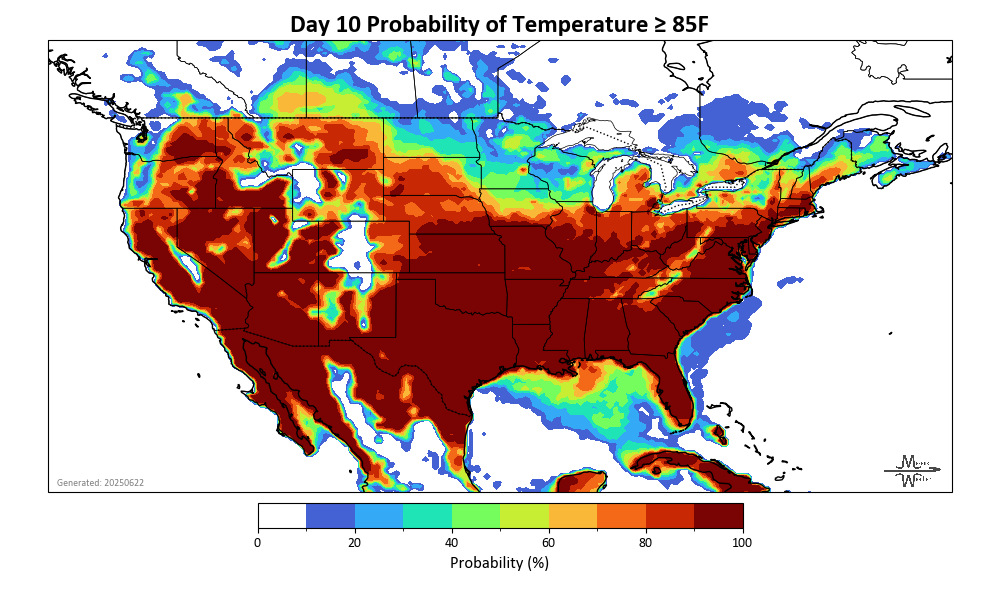 Day 10 Probability of Temperature ≥ 85F
Generated: 20250622
0 20 40 60 80 100
Probability (%)